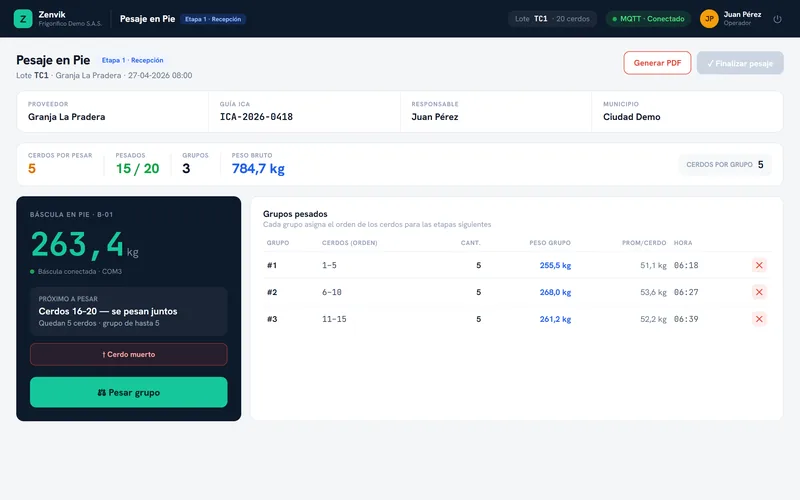 Z
Zenvik
Frigorífico Demo S.A.S.
Pesaje en Pie
Etapa 1 · Recepción
Lote TC1 · 20 cerdos
MQTT · Conectado
JP
Juan Pérez
Operador
Pesaje en Pie
Etapa 1 · Recepción
Lote TC1 · Granja La Pradera · 27-04-2026 08:00
Generar PDF
✓ Finalizar pesaje
PROVEEDOR
Granja La Pradera
GUÍA ICA
ICA-2026-0418
RESPONSABLE
Juan Pérez
MUNICIPIO
Ciudad Demo
CERDOS POR PESAR
5
PESADOS
15 / 20
GRUPOS
3
PESO BRUTO
784,7 kg
CERDOS POR GRUPO 5
BÁSCULA EN PIE · B-01
263,4 kg
Báscula conectada · COM3
PRÓXIMO A PESAR
Cerdos 16–20 — se pesan juntos
Quedan 5 cerdos · grupo de hasta 5
† Cerdo muerto
⚖ Pesar grupo
Grupos pesados
Cada grupo asigna el orden de los cerdos para las etapas siguientes
GRUPO CERDOS (ORDEN) CANT. PESO GRUPO PROM/CERDO HORA
#1 1–5 5 255,5 kg 51,1 kg 06:18 ✕
#2 6–10 5 268,0 kg 53,6 kg 06:27 ✕
#3 11–15 5 261,2 kg 52,2 kg 06:39 ✕